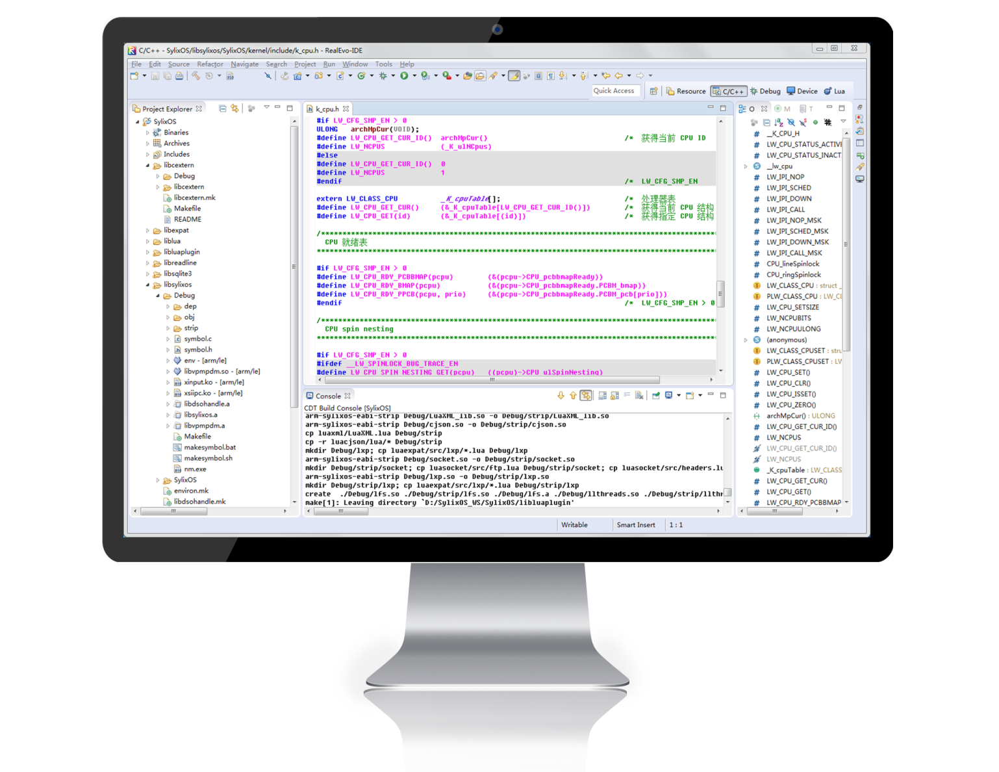 C/C++ - SylixOS/libsylixos/SylixOS/kernel/include/k_cpu.h - RealEvo-IDE
File Edit Source Refactor Navigate Search Project Run Window Tools Help
Quick Access
Resource C/C++ Debug Device Lua
Project Explorer
SylixOS
Binaries
Archives
Includes
libcextern
Debug
libcextern
libcextern.mk
Makefile
README
libexpat
liblua
libluaplugin
libreadline
libsqlite3
libsylixos
Debug
dep
obj
strip
symbol.c
symbol.h
env - [arm/le]
libvpmpdm.so - [arm/le]
xinput.ko - [arm/le]
xsiipc.ko - [arm/le]
libdsohandle.a
libsylixos.a
libvpmpdm.a
Makefile
makesymbol.bat
makesymbol.sh
nm.exe
SylixOS
environ.mk
libdsohandle.mk
k_cpu.h
#if LW_CFG_SMP_EN > 0
ULONG archMpCur(VOID);
#define LW_CPU_GET_CUR_ID() archMpCur() /* 获得当前 CPU ID
#define LW_NCPUS (_K_ulNCpus)
#else
#define LW_CPU_GET_CUR_ID() 0
#define LW_NCPUS 1
#endif /* LW_CFG_SMP_EN
extern LW_CLASS_CPU _K_cpuTable[]; /* 处理器表
#define LW_CPU_GET_CUR() (&_K_cpuTable[LW_CPU_GET_CUR_ID()]) /* 获得当前 CPU 结构
#define LW_CPU_GET(id) (&_K_cpuTable[(id)]) /* 获得指定 CPU 结构
/*********************************************************************************************
CPU 就绪表
*********************************************************************************************
#if LW_CFG_SMP_EN > 0
#define LW_CPU_RDY_PCBBMAP(pcpu) (&(pcpu->CPU_pcbbmapReady))
#define LW_CPU_RDY_BMAP(pcpu) (&(pcpu->CPU_pcbbmapReady.PCBM_bmap))
#define LW_CPU_RDY_PPCB(pcpu, prio) (&(pcpu->CPU_pcbbmapReady.PCBM_pcb[prio]))
#endif /* LW_CFG_SMP_EN > 0
/*********************************************************************************************
CPU spin nesting
*********************************************************************************************
#if LW_CFG_SMP_EN > 0
#ifdef __LW_SPINLOCK_BUG_TRACE_EN
#define LW_CPU_SPIN_NESTING_GET(pcpu) ((pcpu)->CPU_ulSpinNesting)
Console
CDT Build Console [SylixOS]
arm-sylixos-eabi-strip Debug/LuaXML_lib.so -o Debug/strip/LuaXML_lib.so
arm-sylixos-eabi-strip Debug/cjson.so -o Debug/strip/cjson.so
cp luaxml/LuaXML.lua Debug/strip
cp -r luacjson/lua/* Debug/strip
mkdir Debug/lxp; cp luaexpat/src/lxp/*.lua Debug/lxp
arm-sylixos-eabi-strip Debug/socket.so -o Debug/strip/socket.so
mkdir Debug/strip/socket; cp luasocket/src/ftp.lua Debug/strip/socket; cp luasocket/src/headers.lu
arm-sylixos-eabi-strip Debug/lxp.so -o Debug/strip/lxp.so
mkdir Debug/strip/lxp; cp luaexpat/src/lxp/*.lua Debug/strip/lxp
create ./Debug/lfs.so ./Debug/strip/lfs.so ./Debug/lfs.a ./Debug/llthreads.so ./Debug/strip/llthr
make[1]: Leaving directory `D:/SylixOS_WS/SylixOS/libluaplugin'
O M T
__K_CPU_H
LW_CPU_STATUS_ACTIVE
LW_CPU_STATUS_INACT
__lw_cpu
LW_IPI_NOP
LW_IPI_SCHED
LW_IPI_DOWN
LW_IPI_CALL
LW_IPI_NOP_MSK
LW_IPI_SCHED_MSK
LW_IPI_DOWN_MSK
LW_IPI_CALL_MSK
CPU_lineSpinlock
CPU_ringSpinlock
LW_CLASS_CPU : struct _
PLW_CLASS_CPU : LW_CL
LW_CPU_SETSIZE
LW_NCPUBITS
LW_NCPUULONG
(anonymous)
LW_CLASS_CPUSET : stru
PLW_CLASS_CPUSET : LW
LW_CPU_SET()
LW_CPU_CLR()
LW_CPU_ISSET()
LW_CPU_ZERO()
archMpCur() : ULONG
LW_CPU_GET_CUR_ID()
LW_NCPUS
LW_CPU_GET_CUR_ID()
LW_NCPUS
_K_cpuTable : LW_CLASS
LW_CPU_GET_CUR()
LW_CPU_GET()
LW_CPU_RDY_PCBBMAP
Writable Smart Insert 1 : 1